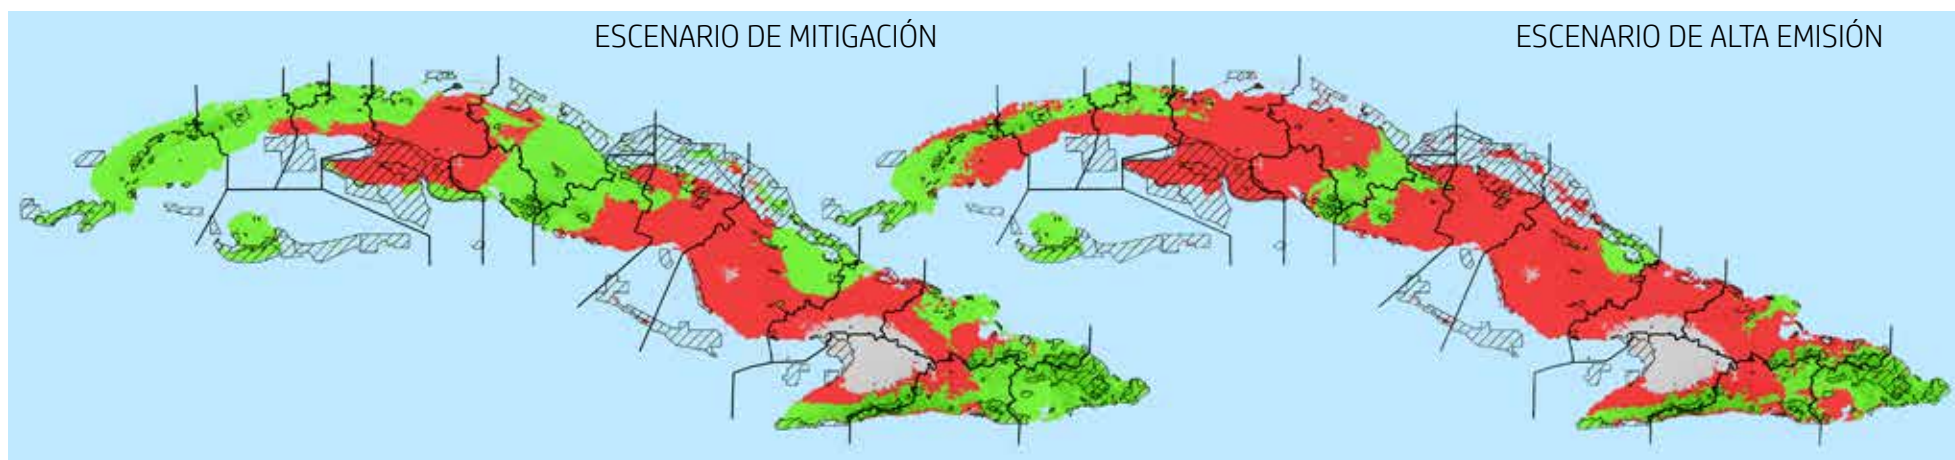 ESCENARIO DE MITIGACIÓN
ESCENARIO DE ALTA EMISIÓN